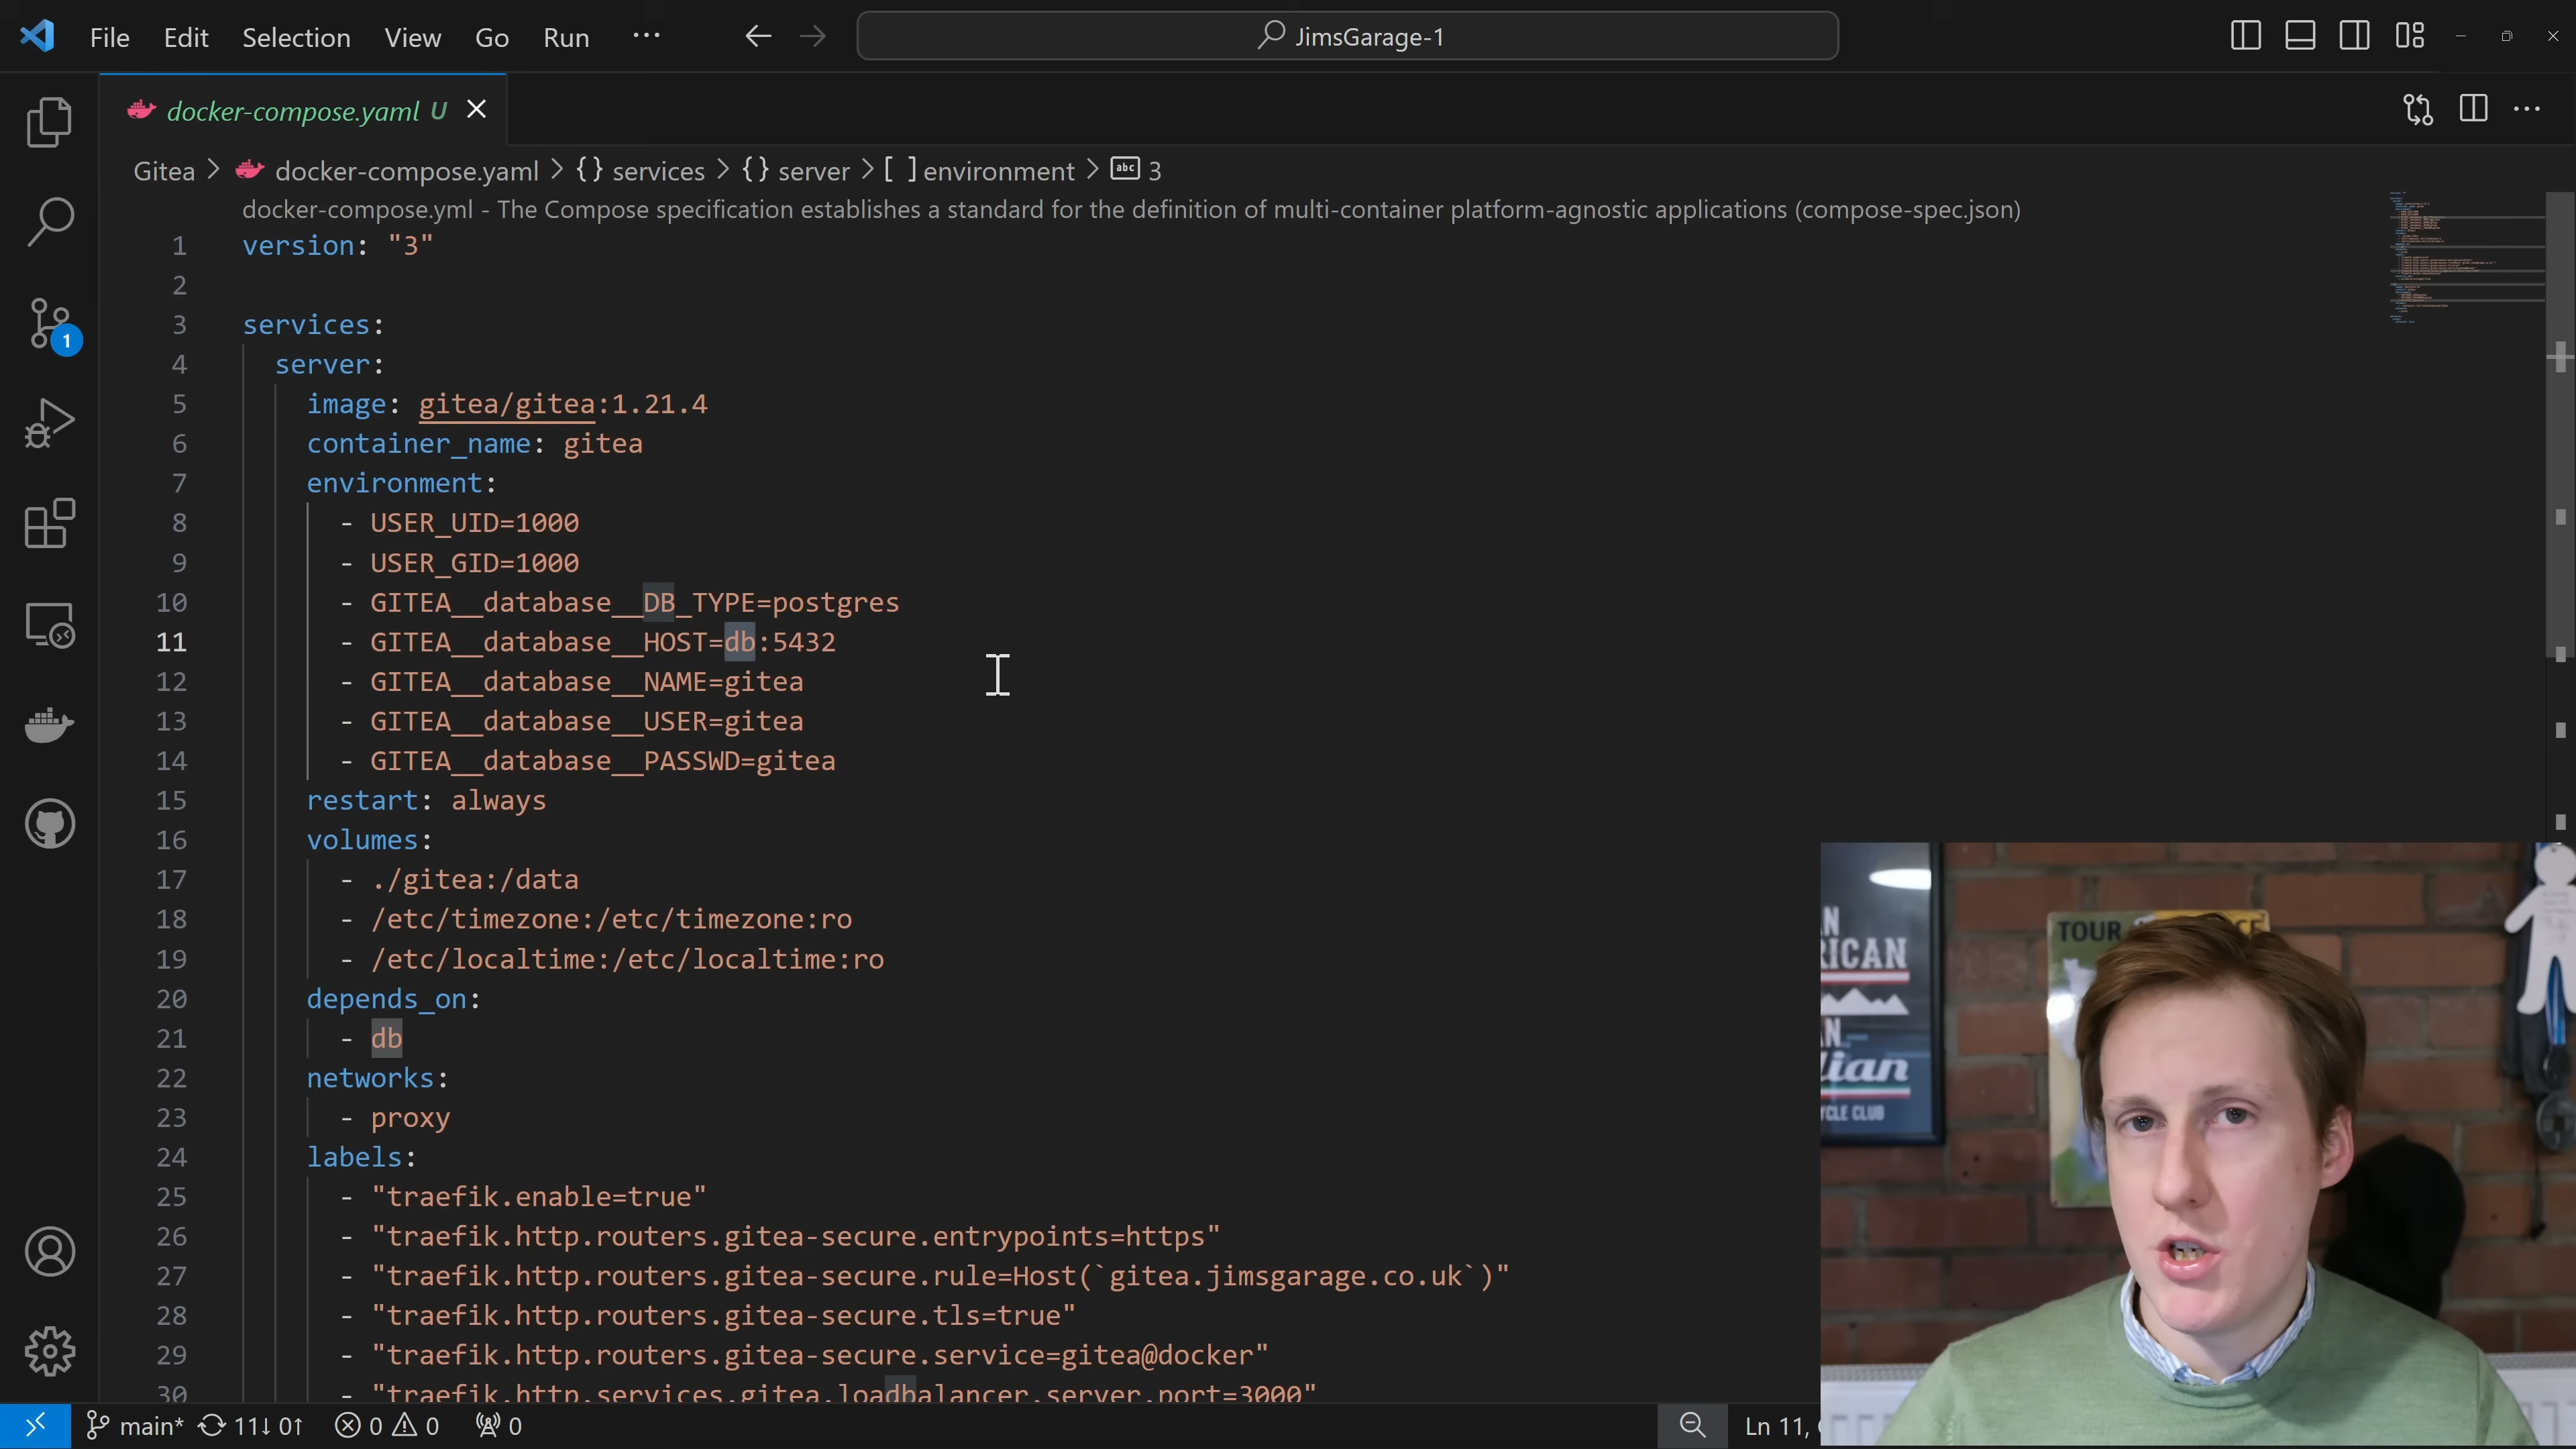 File Edit Selection View Go Run ... JimsGarage-1
docker-compose.yaml U
Gitea > docker-compose.yaml > {} services > {} server > [ ] environment > abc 3
docker-compose.yml - The Compose specification establishes a standard for the definition of multi-container platform-agnostic applications (compose-spec.json)
1 version: "3"
2
3 services:
4 server:
5 image: gitea/gitea:1.21.4
6 container_name: gitea
7 environment:
8 - USER_UID=1000
9 - USER_GID=1000
10 - GITEA__database__DB_TYPE=postgres
11 - GITEA__database__HOST=db:5432
12 - GITEA__database__NAME=gitea
13 - GITEA__database__USER=gitea
14 - GITEA__database__PASSWD=gitea
15 restart: always
16 volumes:
17 - ./gitea:/data
18 - /etc/timezone:/etc/timezone:ro
19 - /etc/localtime:/etc/localtime:ro
20 depends_on:
21 - db
22 networks:
23 - proxy
24 labels:
25 - "traefik.enable=true"
26 - "traefik.http.routers.gitea-secure.entrypoints=https"
27 - "traefik.http.routers.gitea-secure.rule=Host(`gitea.jimsgarage.co.uk`)"
28 - "traefik.http.routers.gitea-secure.tls=true"
29 - "traefik.http.routers.gitea-secure.service=gitea@docker"
30 - "traefik.http.services.gitea.loadbalancer.server.port=3000"
1
main* 11↓ 0↑ 0 0 0 Ln 11,
TOUR
RICAN
lian
CYCLE CLUB